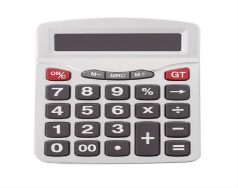 ON/C M− MRC M+ GT
7 8 9 % →
4 5 6 × ÷
1 2 3 + −
0 00 • =